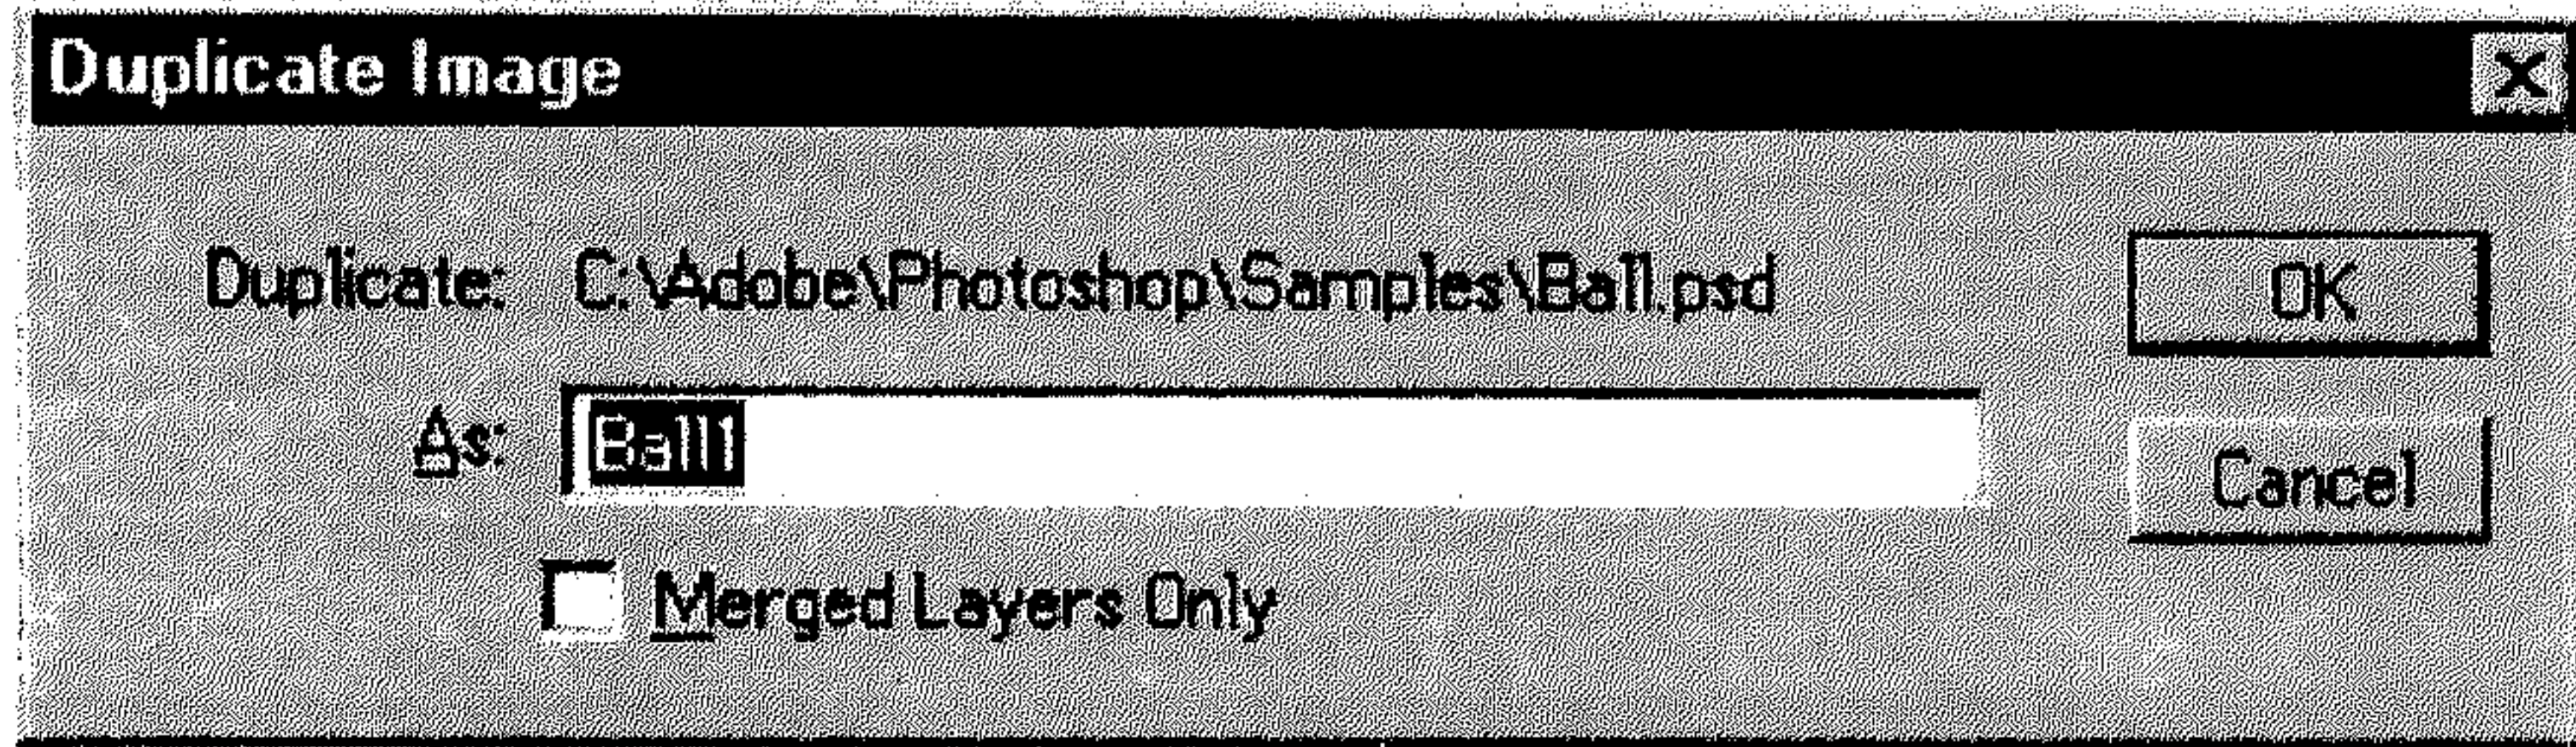 Duplicate Image
Duplicate: C:\Adobe\Photoshop\Samples\Ball.psd
OK
As: Ball1
Cancel
Merged Layers Only